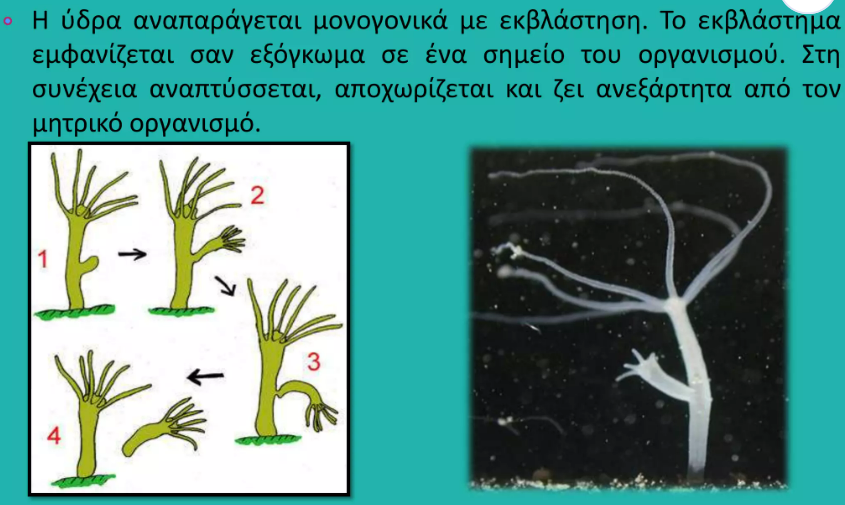 Η ύδρα αναπαράγεται μονογονικά με εκβλάστηση. Το εκβλάστημα
εμφανίζεται σαν εξόγκωμα σε ένα σημείο του οργανισμού. Στη
συνέχεια αναπτύσσεται, αποχωρίζεται και ζει ανεξάρτητα από τον
μητρικό οργανισμό.
1
2
3
4